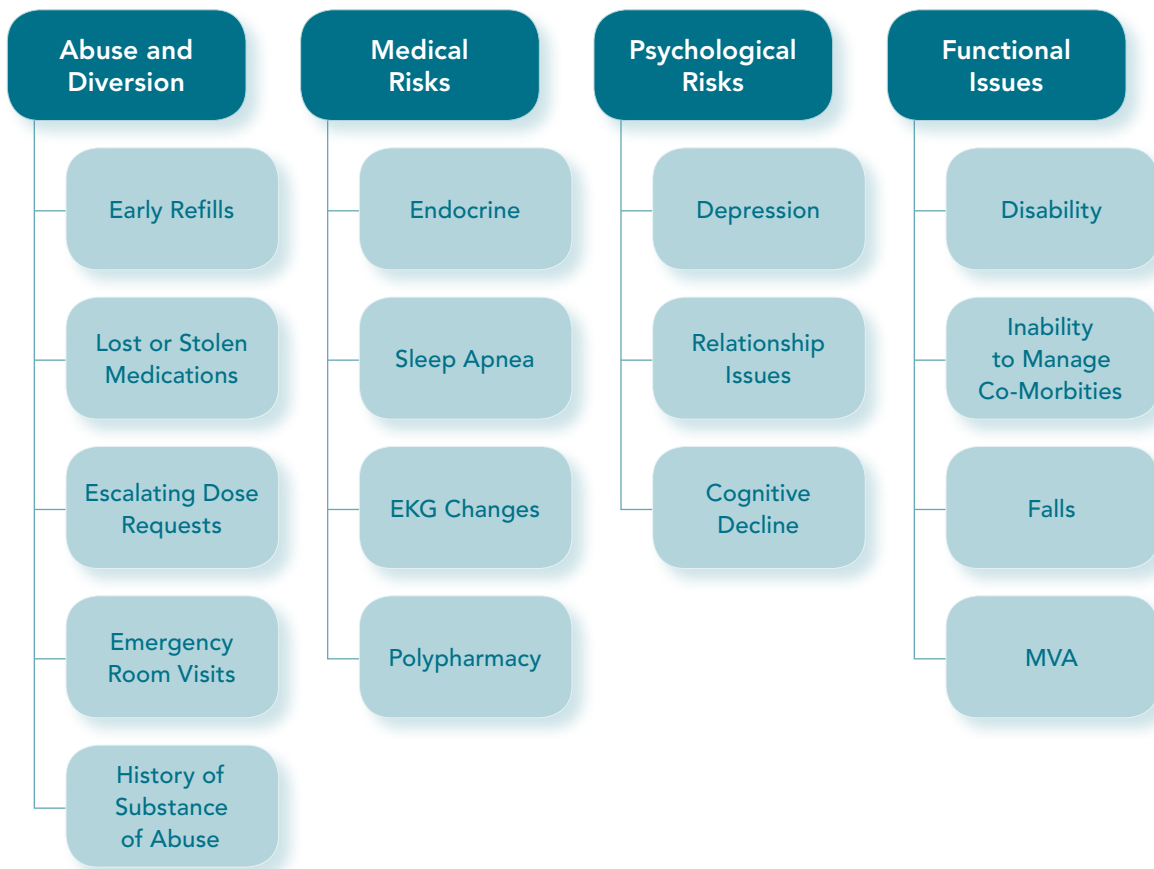 Abuse and
Diversion
Early Refills
Lost or Stolen
Medications
Escalating Dose
Requests
Emergency
Room Visits
History of
Substance
of Abuse
Medical
Risks
Endocrine
Sleep Apnea
EKG Changes
Polypharmacy
Psychological
Risks
Depression
Relationship
Issues
Cognitive
Decline
Functional
Issues
Disability
Inability
to Manage
Co-Morbities
Falls
MVA